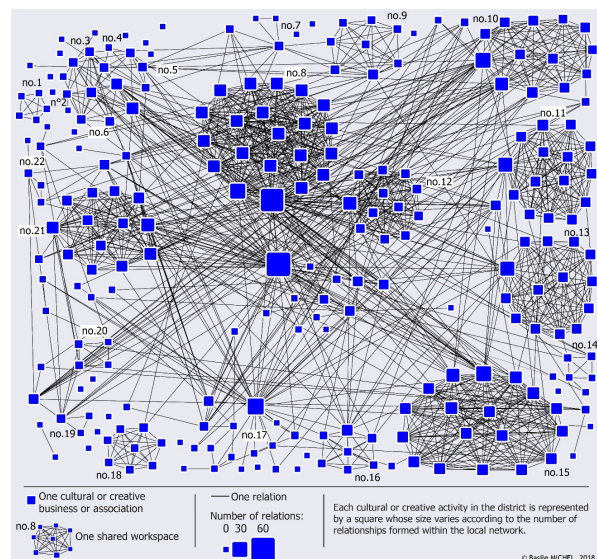 no.9
no.10
no.7
no.4
no.3
no.5
no.8
no.1
n°2
no.11
no.6
no.22
no.12
no.21
no.13
no.20
no.14
no.19
no.17
no.18
no.16
no.15
One cultural or creative
business or association
no.8
One shared workspace
One relation
Number of relations:
0 30 60
Each cultural or creative activity in the district is represented
by a square whose size varies according to the number of
relationships formed within the local network.
© Basile MICHEL, 2018